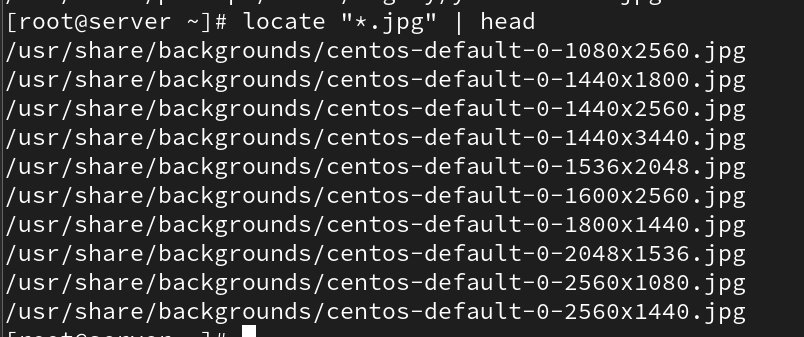 [root@server ~]# locate "*.jpg" | head
/usr/share/backgrounds/centos-default-0-1080x2560.jpg
/usr/share/backgrounds/centos-default-0-1440x1800.jpg
/usr/share/backgrounds/centos-default-0-1440x2560.jpg
/usr/share/backgrounds/centos-default-0-1440x3440.jpg
/usr/share/backgrounds/centos-default-0-1536x2048.jpg
/usr/share/backgrounds/centos-default-0-1600x2560.jpg
/usr/share/backgrounds/centos-default-0-1800x1440.jpg
/usr/share/backgrounds/centos-default-0-2048x1536.jpg
/usr/share/backgrounds/centos-default-0-2560x1080.jpg
/usr/share/backgrounds/centos-default-0-2560x1440.jpg
[root@server ~]#